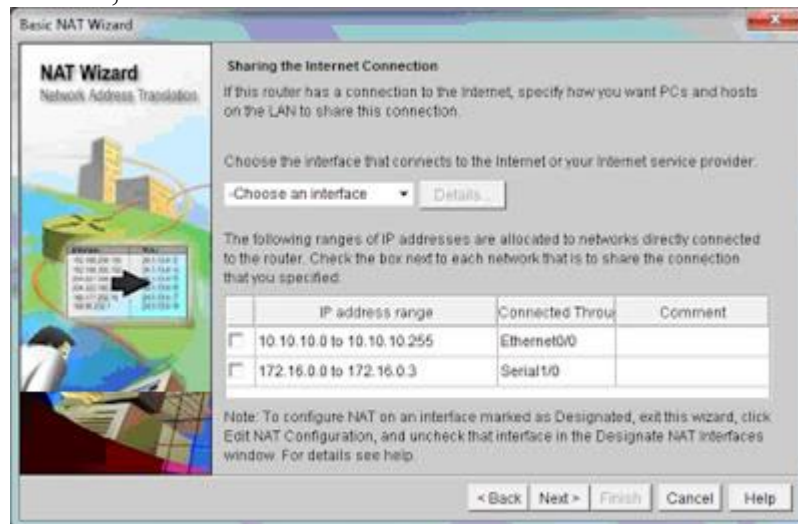 Basic NAT Wizard
NAT Wizard
Network Address Translation
Sharing the Internet Connection
If this router has a connection to the Internet, specify how you want PCs and hosts
on the LAN to share this connection.
Choose the interface that connects to the Internet or your Internet service provider:
-Choose an interface
Details...
The following ranges of IP addresses are allocated to networks directly connected
to the router. Check the box next to each network that is to share the connection
that you specified.
IP address range Connected Throu Comment
10.10.10.0 to 10.10.10.255 Ethernet0/0
172.16.0.0 to 172.16.0.3 Serial1/0
Note: To configure NAT on an interface marked as Designated, exit this wizard, click
Edit NAT Configuration, and uncheck that interface in the Designate NAT Interfaces
window. For details see help.
< Back Next > Finish Cancel Help